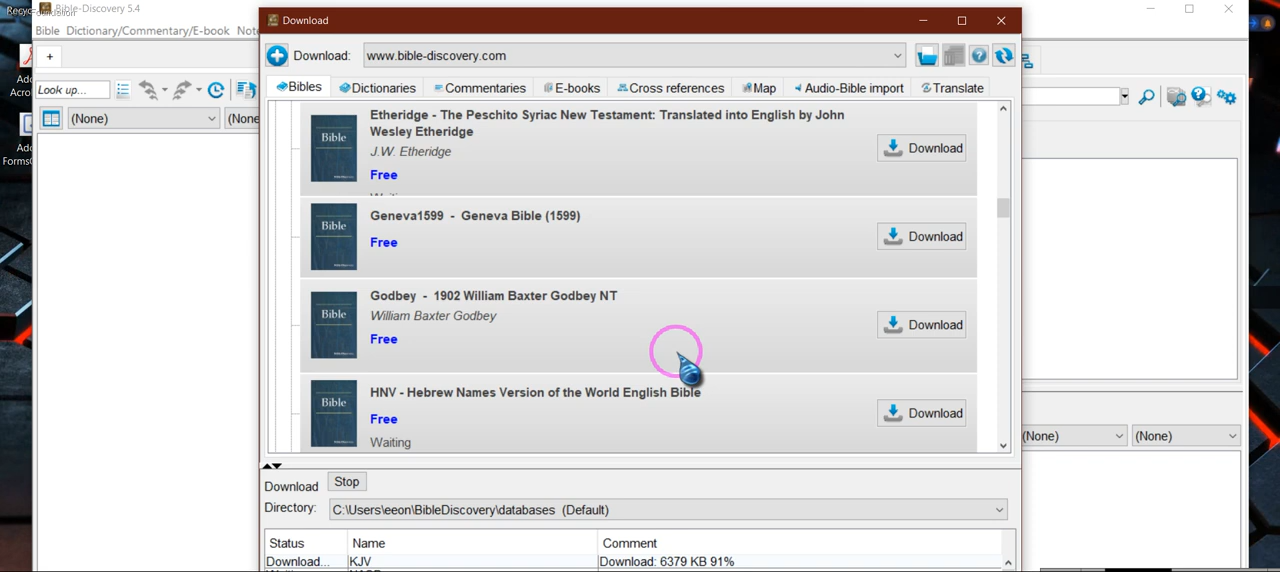 Bible-Discovery 5.4
Bible Dictionary/Commentary/E-book
+
Look up...
(None)
Download
Download: www.bible-discovery.com
Bibles Dictionaries Commentaries E-books Cross references Map Audio-Bible import Translate
Bible
Etheridge - The Peschito Syriac New Testament: Translated into English by John
Wesley Etheridge
J.W. Etheridge
Free
Download
Bible
Geneva1599 - Geneva Bible (1599)
Free
Download
Bible
Godbey - 1902 William Baxter Godbey NT
William Baxter Godbey
Free
Download
Bible
HNV - Hebrew Names Version of the World English Bible
Free
Waiting
Download
(None) (None)
Download Stop
Directory: C:\Users\eeon\BibleDiscovery\databases (Default)
Status Name Comment
Download... KJV Download: 6379 KB 91%